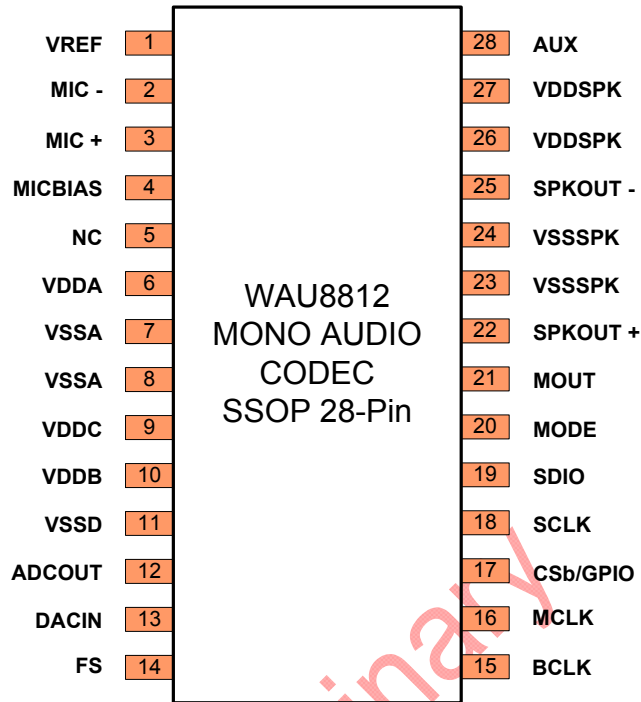 VREF 1 28 AUX
MIC - 2 27 VDDSPK
MIC + 3 26 VDDSPK
MICBIAS 4 25 SPKOUT -
NC 5 24 VSSSPK
VDDA 6 23 VSSSPK
VSSA 7 22 SPKOUT +
VSSA 8 21 MOUT
VDDC 9 20 MODE
VDDB 10 19 SDIO
VSSD 11 18 SCLK
ADCOUT 12 17 CSb/GPIO
DACIN 13 16 MCLK
FS 14 15 BCLK
WAU8812
MONO AUDIO
CODEC
SSOP 28-Pin
inary